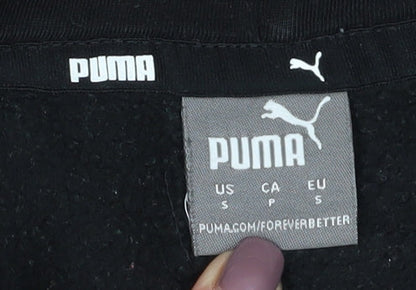 PUMA
PUMA
US CA EU
S P S
PUMA.COM/FOREVERBETTER